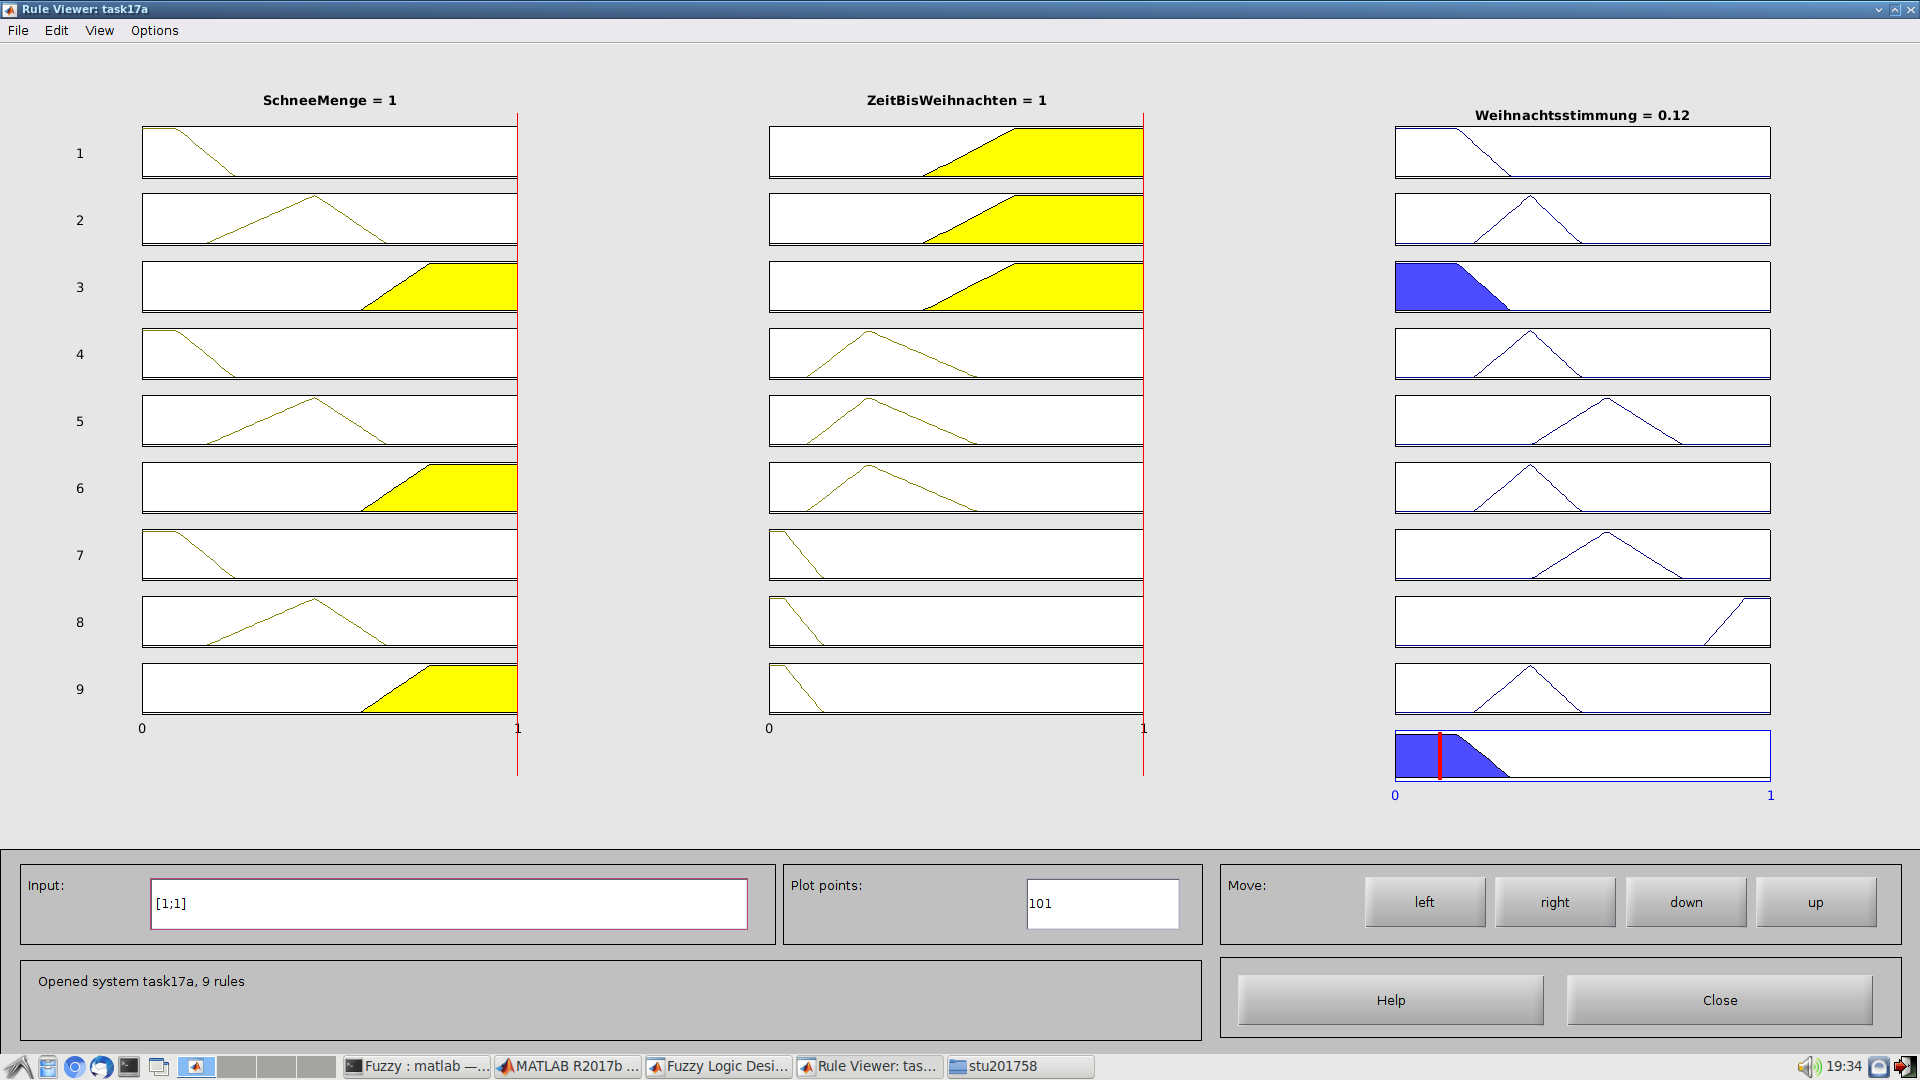 Rule Viewer: task17a
File Edit View Options
SchneeMenge = 1
ZeitBisWeihnachten = 1
Weihnachtsstimmung = 0.12
1
2
3
4
5
6
7
8
9
0 1
0 1
0 1
Input:
[1;1]
Plot points:
101
Move:
left
right
down
up
Opened system task17a, 9 rules
Help
Close
Fuzzy : matlab —...
MATLAB R2017b ...
Fuzzy Logic Desi...
Rule Viewer: tas...
stu201758
19:34